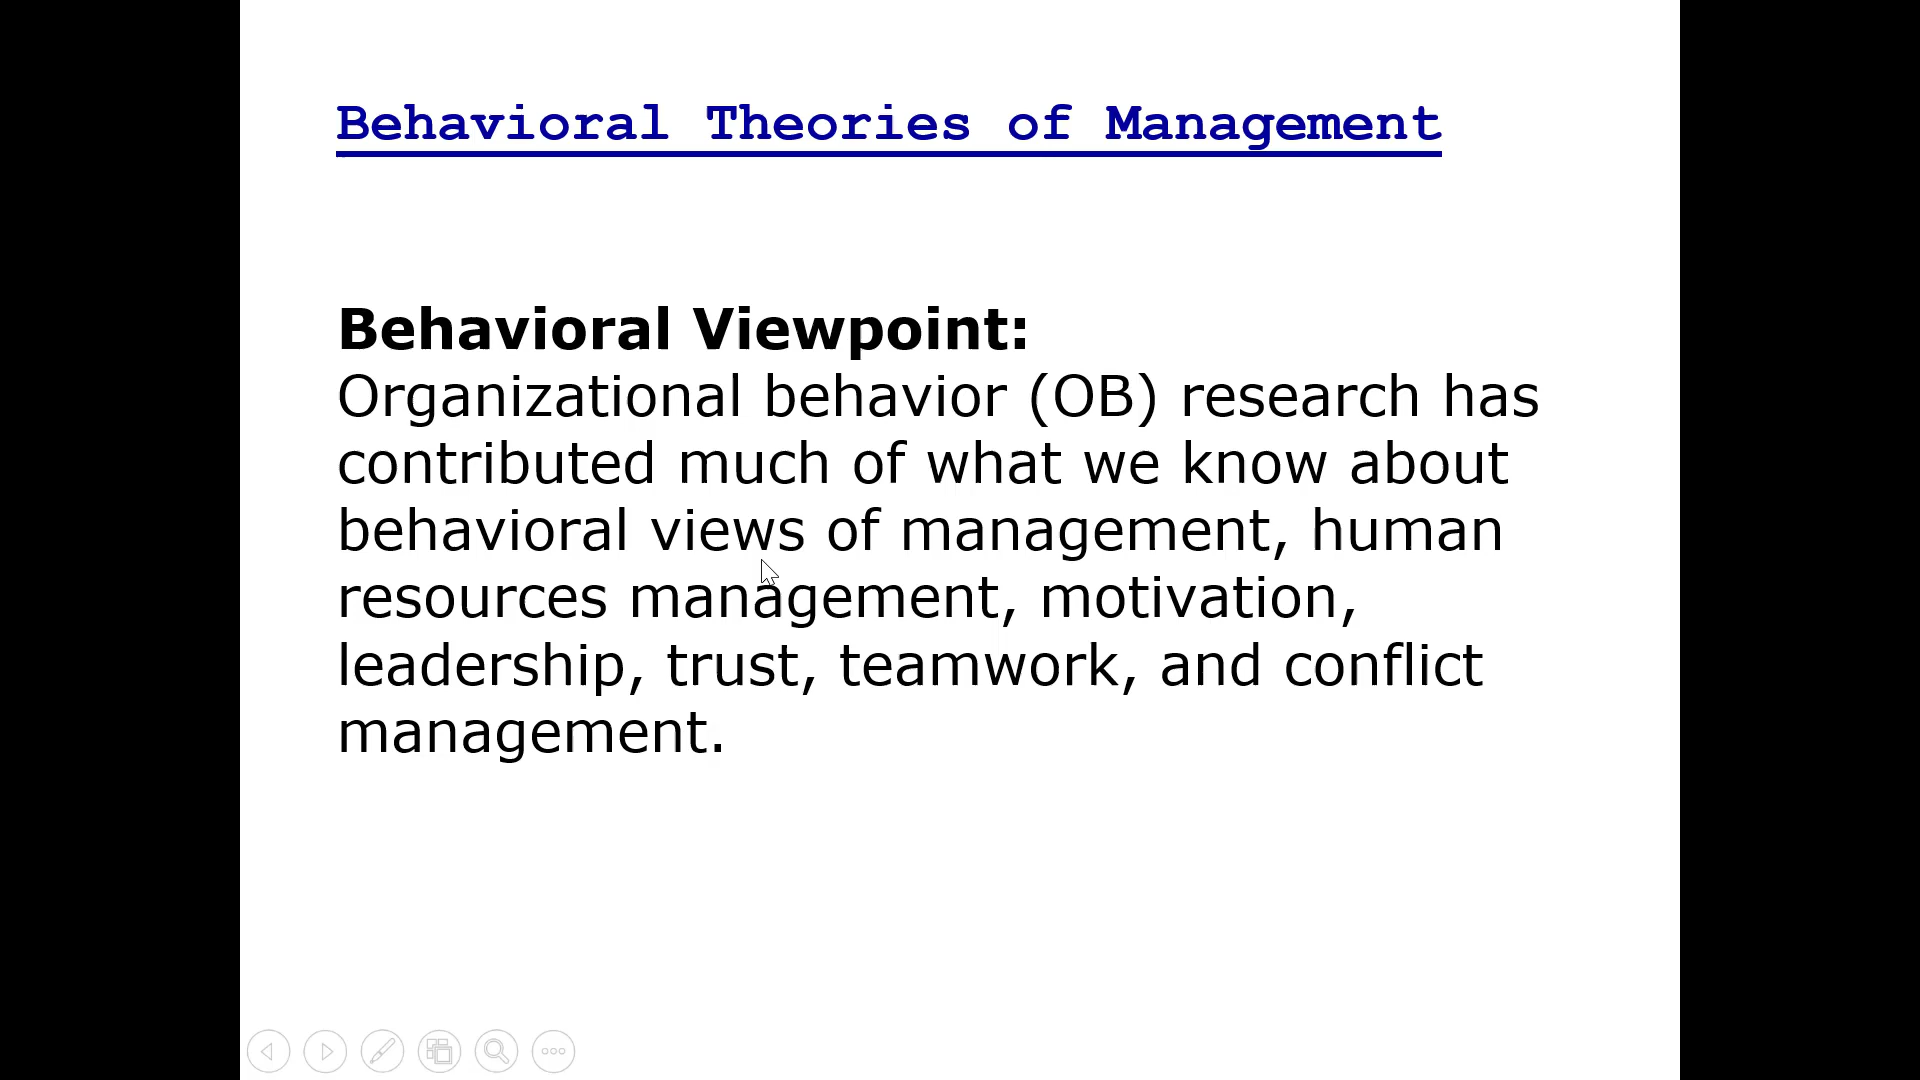 Behavioral Theories of Management
Behavioral Viewpoint:
Organizational behavior (OB) research has
contributed much of what we know about
behavioral views of management, human
resources management, motivation,
leadership, trust, teamwork, and conflict
management.